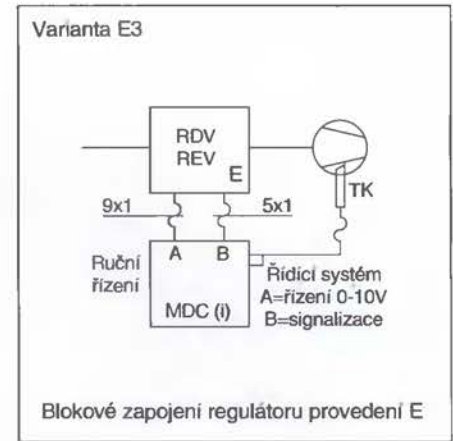 Varianta E3
RDV
REV
E
TK
9x1
5x1
A
B
Ruční
řízení
MDC (i)
Řídící systém
A=řízení 0-10V
B=signalizace
Blokové zapojení regulátoru provedení E